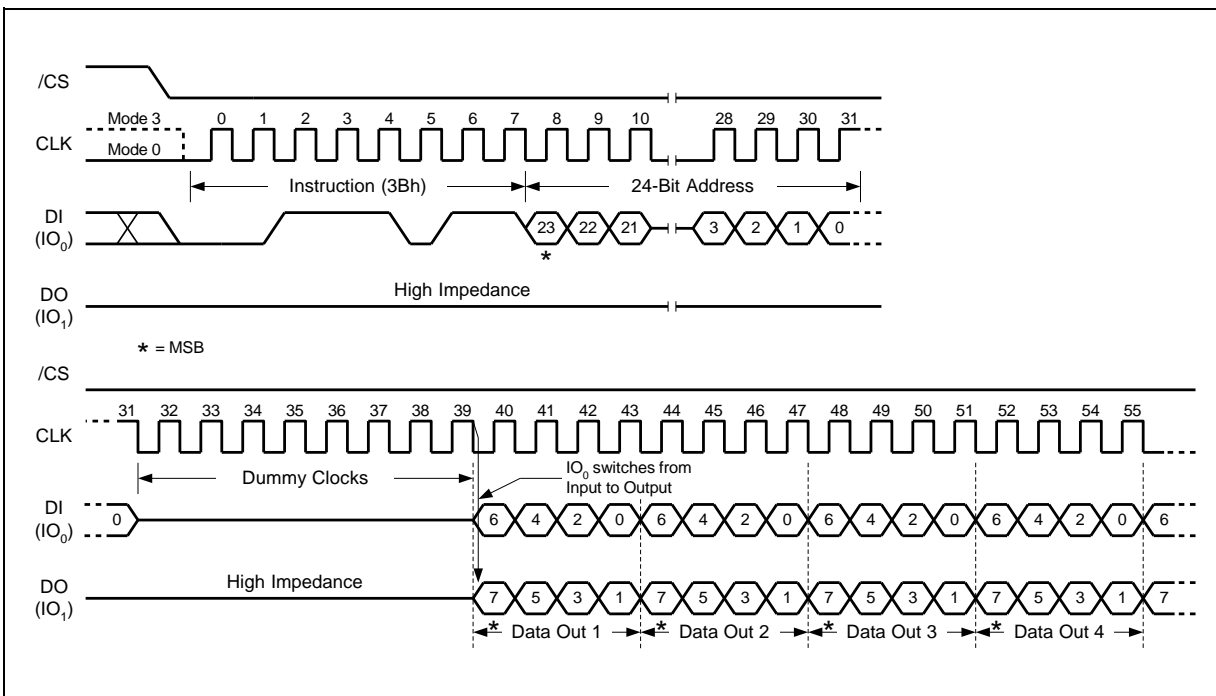 /CS
Mode 3 0 1 2 3 4 5 6 7 8 9 10 28 29 30 31
CLK
Mode 0
Instruction (3Bh) 24-Bit Address
DI
(IO0) 23 22 21 3 2 1 0
*
DO High Impedance
(IO1)
* = MSB
/CS
31 32 33 34 35 36 37 38 39 40 41 42 43 44 45 46 47 48 49 50 51 52 53 54 55
CLK
Dummy Clocks
IO0 switches from
Input to Output
DI
(IO0) 0 6 4 2 0 6 4 2 0 6 4 2 0 6 4 2 0 6
DO High Impedance
(IO1) 7 5 3 1 7 5 3 1 7 5 3 1 7 5 3 1 7
* Data Out 1 * Data Out 2 * Data Out 3 * Data Out 4